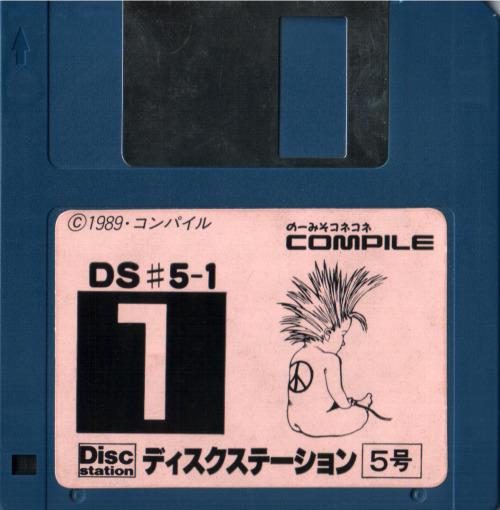 ©1989・コンパイル
のーみそコネコネ
COMPILE
DS♯5-1
1
Disc station
ディスクステーション 5号